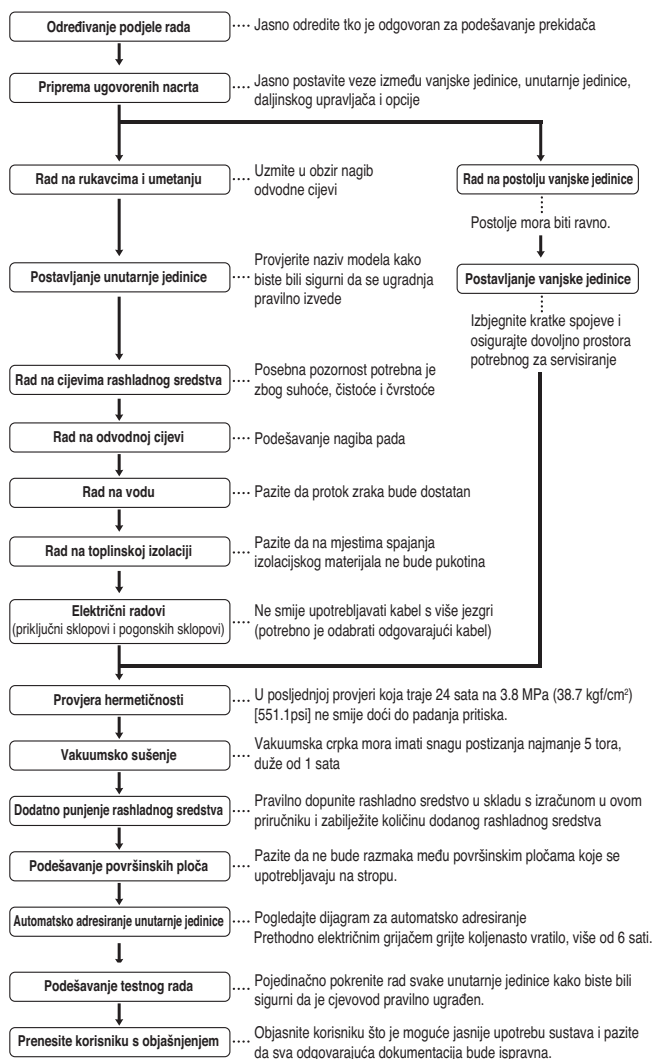 Određivanje podjele rada
Jasno odredite tko je odgovoran za podešavanje prekidača
Priprema ugovorenih nacrta
Jasno postavite veze između vanjske jedinice, unutarnje jedinice,
daljinskog upravljača i opcije
Rad na rukavcima i umetanju
Uzmite u obzir nagib
odvodne cijevi
Rad na postolju vanjske jedinice
Postolje mora biti ravno.
Postavljanje unutarnje jedinice
Provjerite naziv modela kako
biste bili sigurni da se ugradnja
pravilno izvede
Postavljanje vanjske jedinice
Izbjegnite kratke spojeve i
osigurajte dovoljno prostora
potrebnog za servisiranje
Rad na cijevima rashladnog sredstva
Posebna pozornost potrebna je
zbog suhoće, čistoće i čvrstoće
Rad na odvodnoj cijevi
Podešavanje nagiba pada
Rad na vodu
Pazite da protok zraka bude dostatan
Rad na toplinskoj izolaciji
Pazite da na mjestima spajanja
izolacijskog materijala ne bude pukotina
Električni radovi
(priključni sklopovi i pogonskih sklopovi)
Ne smije upotrebljavati kabel s više jezgri
(potrebno je odabrati odgovarajući kabel)
Provjera hermetičnosti
U posljednjoj provjeri koja traje 24 sata na 3.8 MPa (38.7 kgf/cm²)
[551.1psi] ne smije doći do padanja pritiska.
Vakuumsko sušenje
Vakuumska crpka mora imati snagu postizanja najmanje 5 tora,
duže od 1 sata
Dodatno punjenje rashladnog sredstva
Pravilno dopunite rashladno sredstvo u skladu s izračunom u ovom
priručniku i zabilježite količinu dodanog rashladnog sredstva
Podešavanje površinskih ploča
Pazite da ne bude razmaka među površinskim pločama koje se
upotrebljavaju na stropu.
Automatsko adresiranje unutarnje jedinice
Pogledajte dijagram za automatsko adresiranje
Prethodno električnim grijačem grijte koljenasto vratilo, više od 6 sati.
Podešavanje testnog rada
Pojedinačno pokrenite rad svake unutarnje jedinice kako biste bili
sigurni da je cjevovod pravilno ugrađen.
Prenesite korisniku s objašnjenjem
Objasnite korisniku što je moguće jasnije upotrebu sustava i pazite
da sva odgovarajuća dokumentacija bude ispravna.